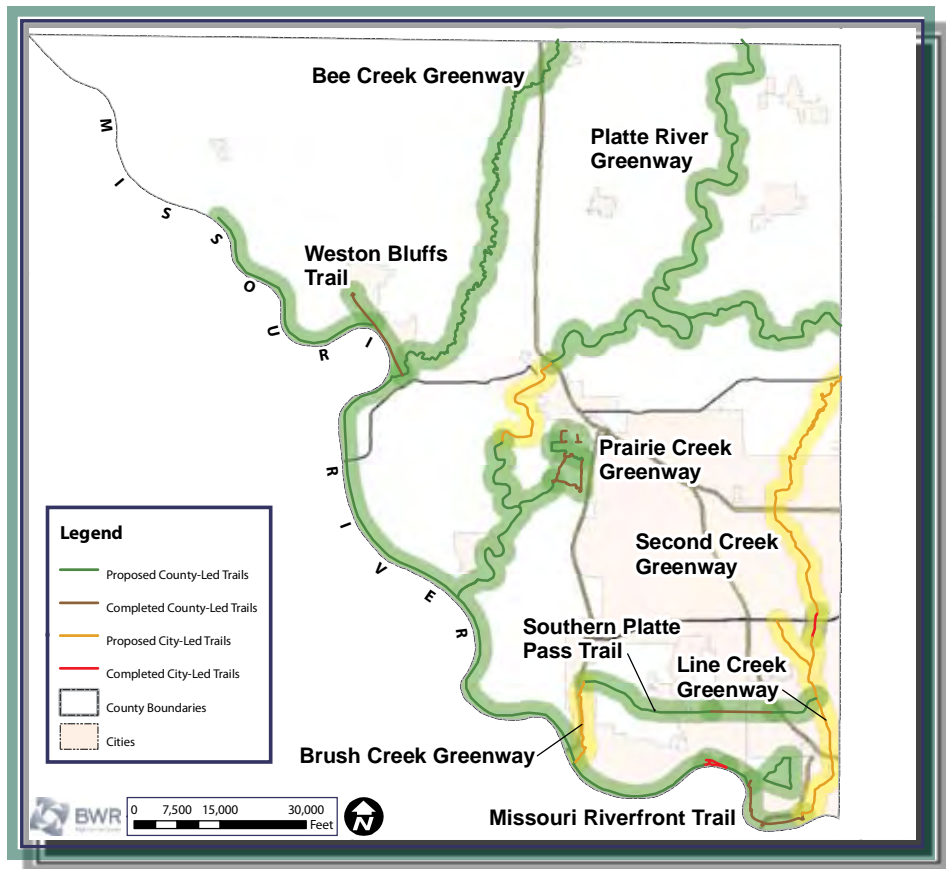 Bee Creek Greenway
Platte River
Greenway
Weston Bluffs
Trail
MISSOURI RIVER
Prairie Creek
Greenway
Second Creek
Greenway
Southern Platte
Pass Trail
Line Creek
Greenway
Brush Creek Greenway
Missouri Riverfront Trail
Legend
Proposed County-Led Trails
Completed County-Led Trails
Proposed City-Led Trails
Completed City-Led Trails
County Boundaries
Cities
BWR
0 7,500 15,000 30,000
Feet
N